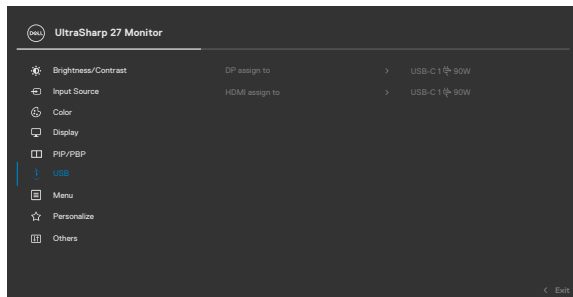 DELL UltraSharp 27 Monitor
Brightness/Contrast DP assign to > USB-C 1 90W
Input Source HDMI assign to > USB-C 1 90W
Color
Display
PIP/PBP
USB
Menu
Personalize
Others
< Exit